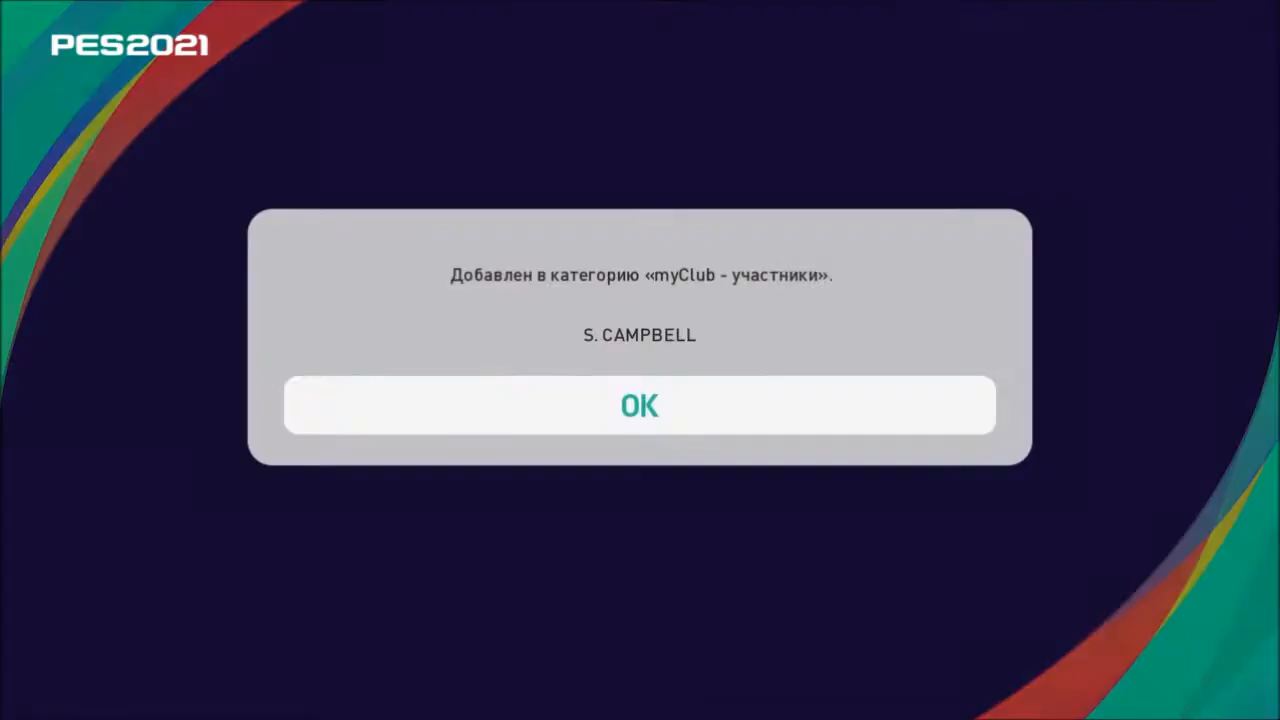 PES2021
Добавлен в категорию «myClub - участники».
S. CAMPBELL
OK